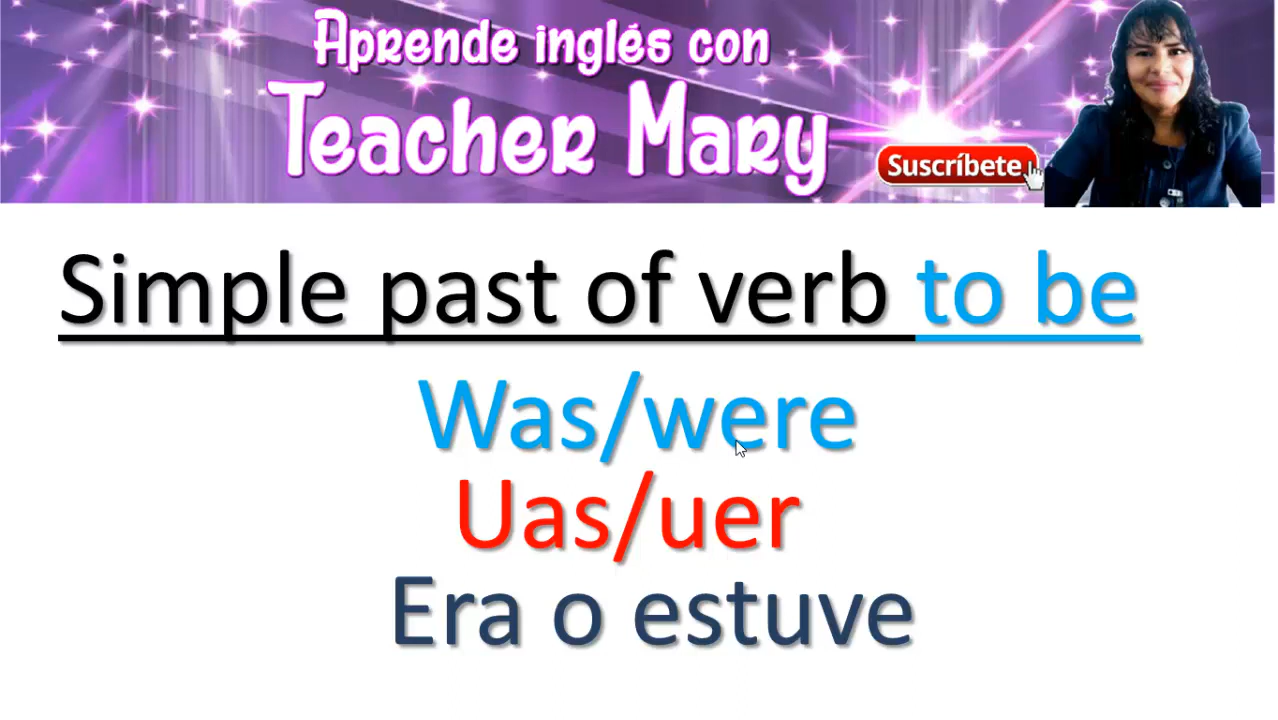 Aprende inglés con
Teacher Mary
Suscríbete
Simple past of verb to be
Was/were
Uas/uer
Era o estuve